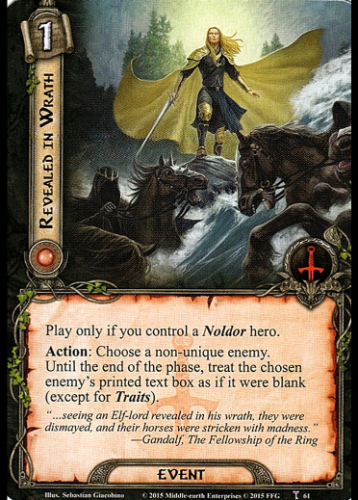 1
REVEALED IN WRATH
Play only if you control a Noldor hero.
Action: Choose a non-unique enemy.
Until the end of the phase, treat the chosen
enemy's printed text box as if it were blank
(except for Traits).
"...seeing an Elf-lord revealed in his wrath, they were
dismayed, and their horses were stricken with madness."
—Gandalf, The Fellowship of the Ring
EVENT
Illus. Sebastian Giacobino
© 2015 Middle-earth Enterprises © 2015 FFG
61